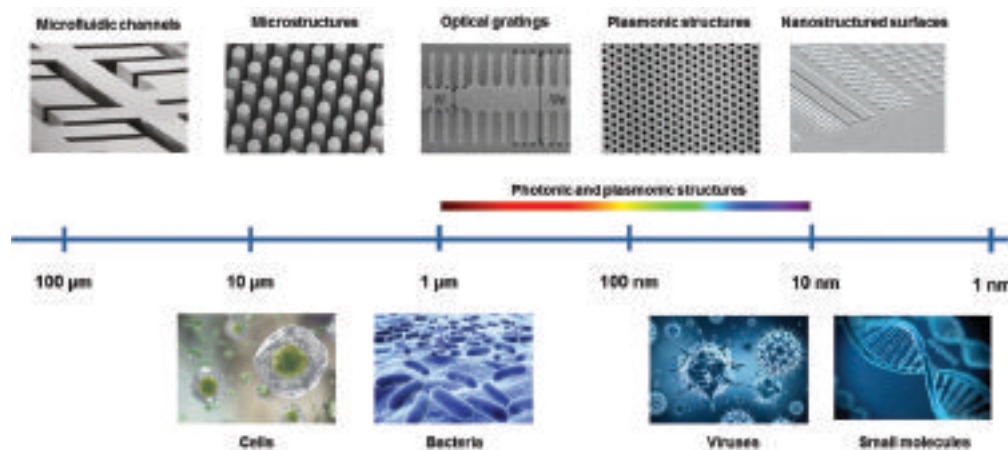 Microfluidic channels
Microstructures
Optical gratings
Plasmonic structures
Nanostructured surfaces
Photonic and plasmonic structures
100 µm
10 µm
1 µm
100 nm
10 nm
1 nm
Cells
Bacteria
Viruses
Small molecules